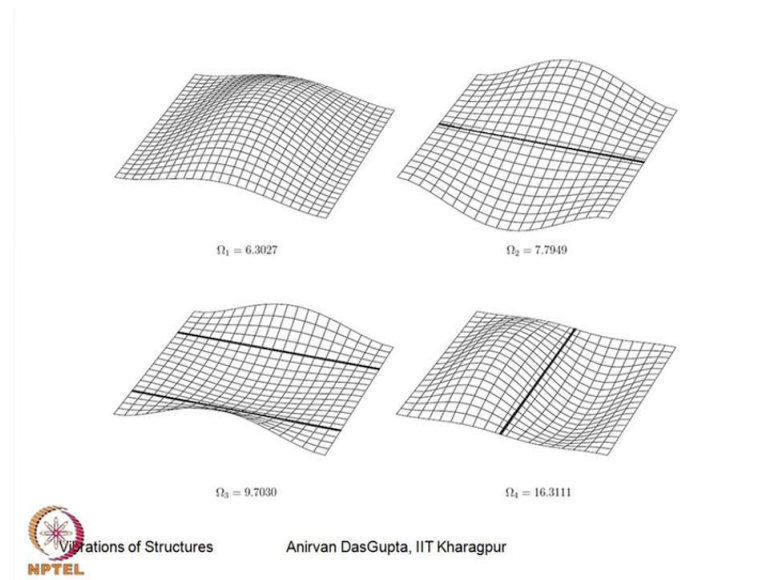 Ω₁ = 6.3027
Ω₂ = 7.7949
Ω₃ = 9.7030
Ω₄ = 16.3111
Vibrations of Structures
Anirvan DasGupta, IIT Kharagpur
NPTEL